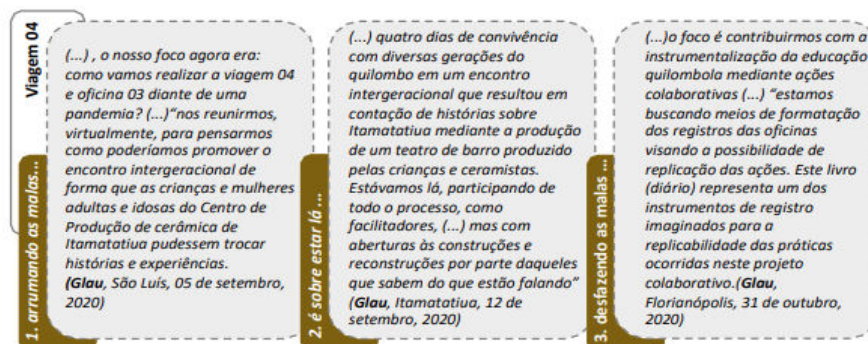 Viagem 04
1. arrumando as malas...
(...) , o nosso foco agora era:
como vamos realizar a viagem 04
e oficina 03 diante de uma
pandemia? (...)“nos reunirmos,
virtualmente, para pensarmos
como poderíamos promover o
encontro intergeracional de
forma que as crianças e mulheres
adultas e idosas do Centro de
Produção de cerâmica de
Itamatatiua pudessem trocar
histórias e experiências.
(Glau, São Luís, 05 de setembro,
2020)
2. é sobre estar lá ...
(...) quatro dias de convivência
com diversas gerações do
quilombo em um encontro
intergeracional que resultou em
contação de histórias sobre
Itamatatiua mediante a produção
de um teatro de barro produzido
pelas crianças e ceramistas.
Estávamos lá, participando de
todo o processo, como
facilitadores, (...) mas com
aberturas às construções e
reconstruções por parte daqueles
que sabem do que estão falando”
(Glau, Itamatatiua, 12 de
setembro, 2020)
3. desfazendo as malas ...
(...)o foco é contribuirmos com a
instrumentalização da educação
quilombola mediante ações
colaborativas (...) “estamos
buscando meios de formatação
dos registros das oficinas
visando a possibilidade de
replicação das ações. Este livro
(diário) representa um dos
instrumentos de registro
imaginados para a
replicabilidade das práticas
ocorridas neste projeto
colaborativo.(Glau,
Florianópolis, 31 de outubro,
2020)